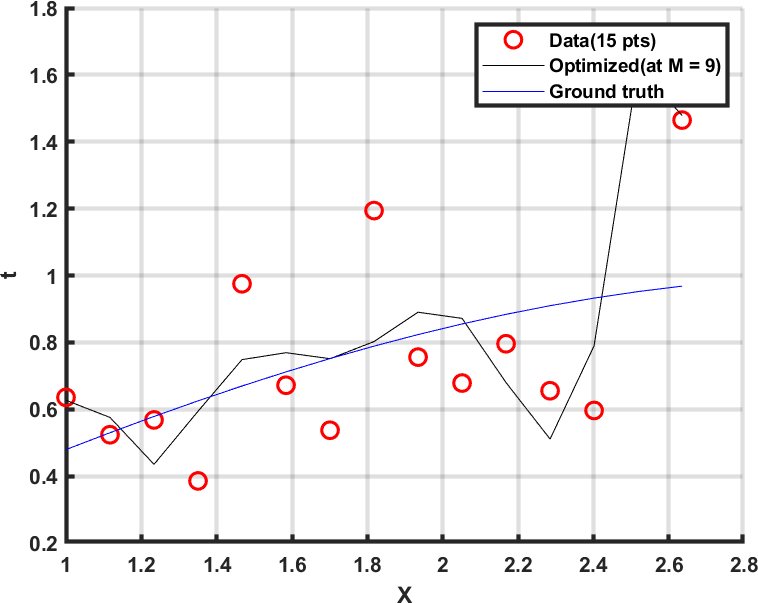 1.8
1.6
1.4
1.2
1
0.8
0.6
0.4
0.2
t
Data(15 pts)
Optimized(at M = 9)
Ground truth
1 1.2 1.4 1.6 1.8 2 2.2 2.4 2.6 2.8
X